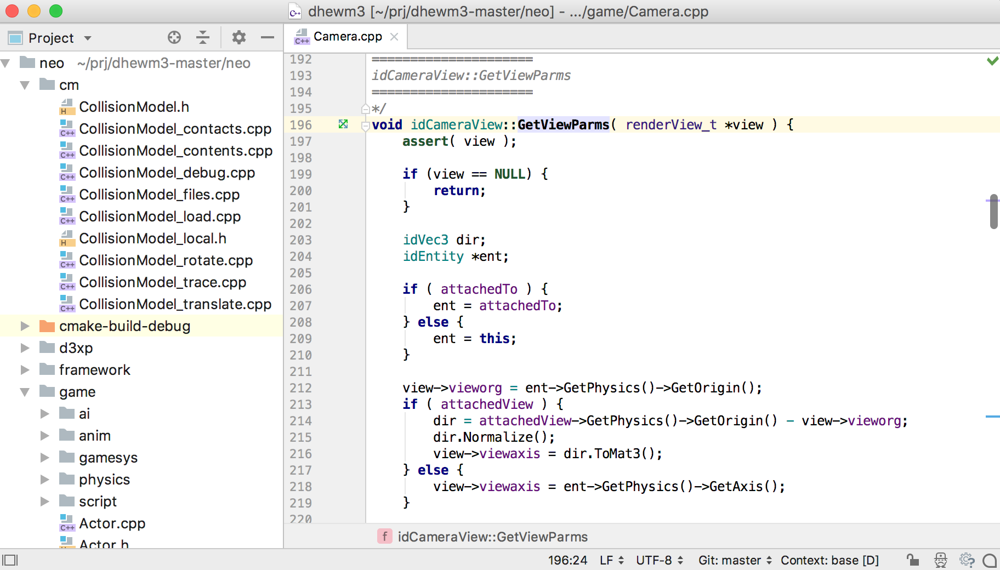 dhewm3 [~/prj/dhewm3-master/neo] - .../game/Camera.cpp
Project
neo ~/prj/dhewm3-master/neo
cm
CollisionModel.h
CollisionModel_contacts.cpp
CollisionModel_contents.cpp
CollisionModel_debug.cpp
CollisionModel_files.cpp
CollisionModel_load.cpp
CollisionModel_local.h
CollisionModel_rotate.cpp
CollisionModel_trace.cpp
CollisionModel_translate.cpp
cmake-build-debug
d3xp
framework
game
ai
anim
gamesys
physics
script
Actor.cpp
Actor.h
Camera.cpp
192 =====================
193 idCameraView::GetViewParms
194 =====================
195 */
196 void idCameraView::GetViewParms( renderView_t *view ) {
197     assert( view );
198
199     if (view == NULL) {
200         return;
201     }
202
203     idVec3 dir;
204     idEntity *ent;
205
206     if ( attachedTo ) {
207         ent = attachedTo;
208     } else {
209         ent = this;
210     }
211
212     view->vieworg = ent->GetPhysics()->GetOrigin();
213     if ( attachedView ) {
214         dir = attachedView->GetPhysics()->GetOrigin() - view->vieworg;
215         dir.Normalize();
216         view->viewaxis = dir.ToMat3();
217     } else {
218         view->viewaxis = ent->GetPhysics()->GetAxis();
219     }
220
f idCameraView::GetViewParms
196:24 LF UTF-8 Git: master Context: base [D]